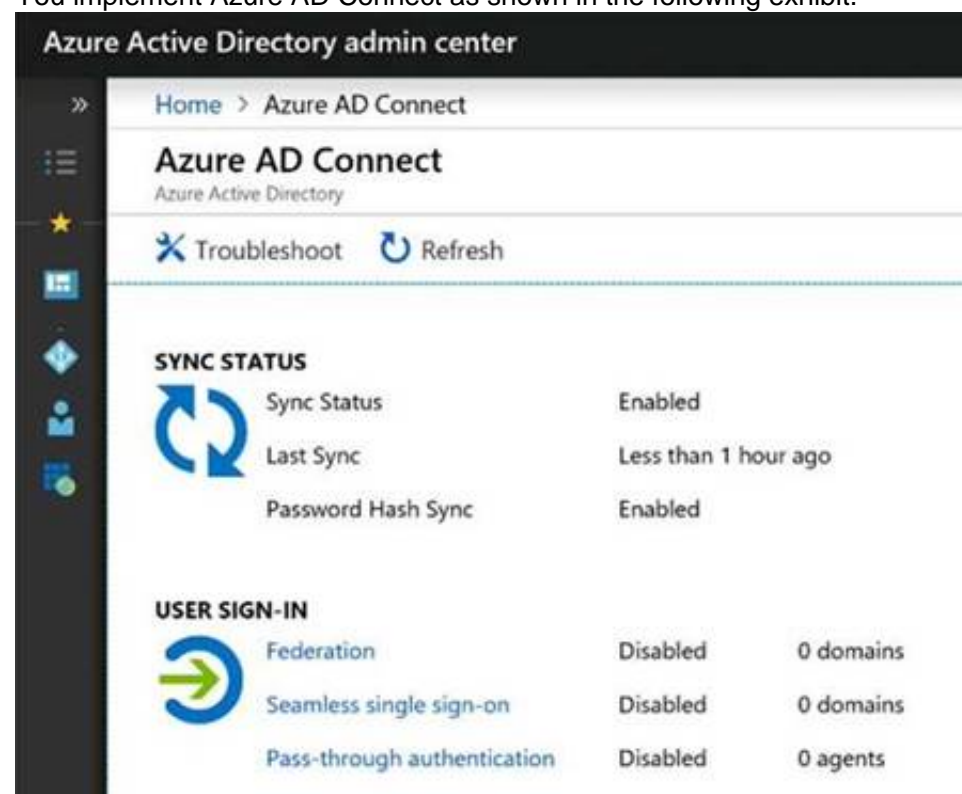 You implement Azure AD Connect as shown in the following exhibit.
Azure Active Directory admin center
» Home > Azure AD Connect
Azure AD Connect
Azure Active Directory
Troubleshoot Refresh
SYNC STATUS
Sync Status Enabled
Last Sync Less than 1 hour ago
Password Hash Sync Enabled
USER SIGN-IN
Federation Disabled 0 domains
Seamless single sign-on Disabled 0 domains
Pass-through authentication Disabled 0 agents